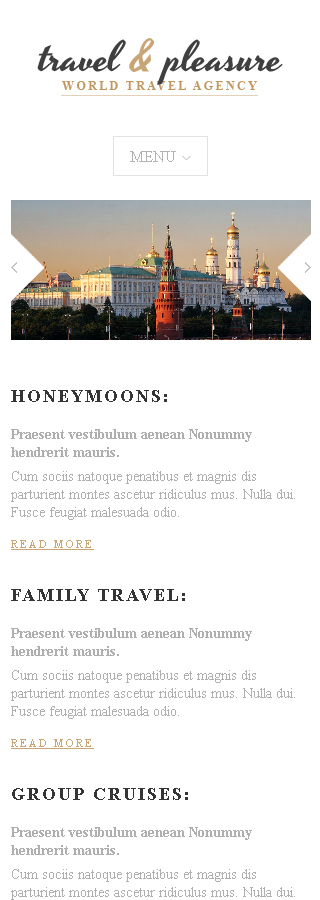 travel & pleasure
WORLD TRAVEL AGENCY
MENU
HONEYMOONS:
Praesent vestibulum aenean Nonummy
hendrerit mauris.
Cum sociis natoque penatibus et magnis dis
parturient montes ascetur ridiculus mus. Nulla dui.
Fusce feugiat malesuada odio.
READ MORE
FAMILY TRAVEL:
Praesent vestibulum aenean Nonummy
hendrerit mauris.
Cum sociis natoque penatibus et magnis dis
parturient montes ascetur ridiculus mus. Nulla dui.
Fusce feugiat malesuada odio.
READ MORE
GROUP CRUISES:
Praesent vestibulum aenean Nonummy
hendrerit mauris.
Cum sociis natoque penatibus et magnis dis
parturient montes ascetur ridiculus mus. Nulla dui.